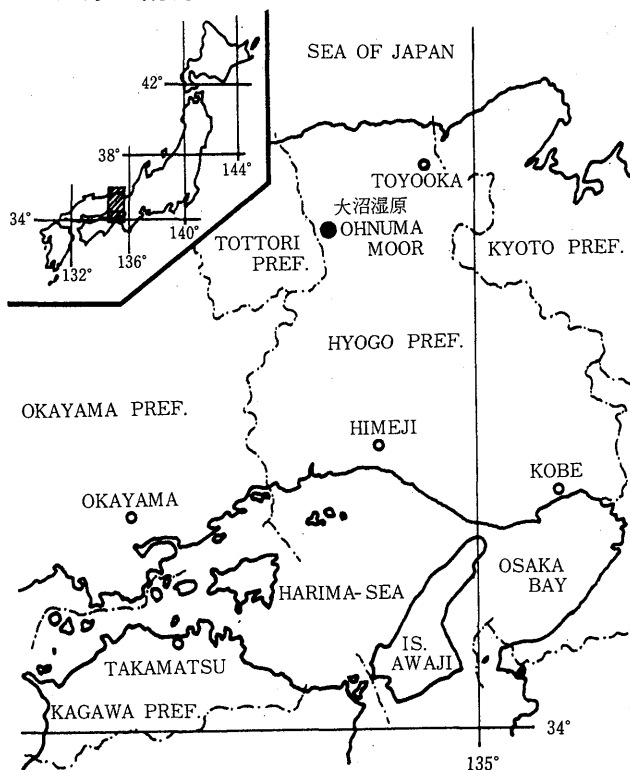 SEA OF JAPAN
42°
38°
144°
34°
140°
132°
136°
TOYOOKA
大沼湿原
OHNUMA
MOOR
TOTTORI
PREF.
KYOTO PREF.
HYOGO PREF.
OKAYAMA PREF.
HIMEJI
KOBE
OKAYAMA
HARIMA-SEA
OSAKA
BAY
IS.
AWAJI
TAKAMATSU
KAGAWA PREF.
34°
135°